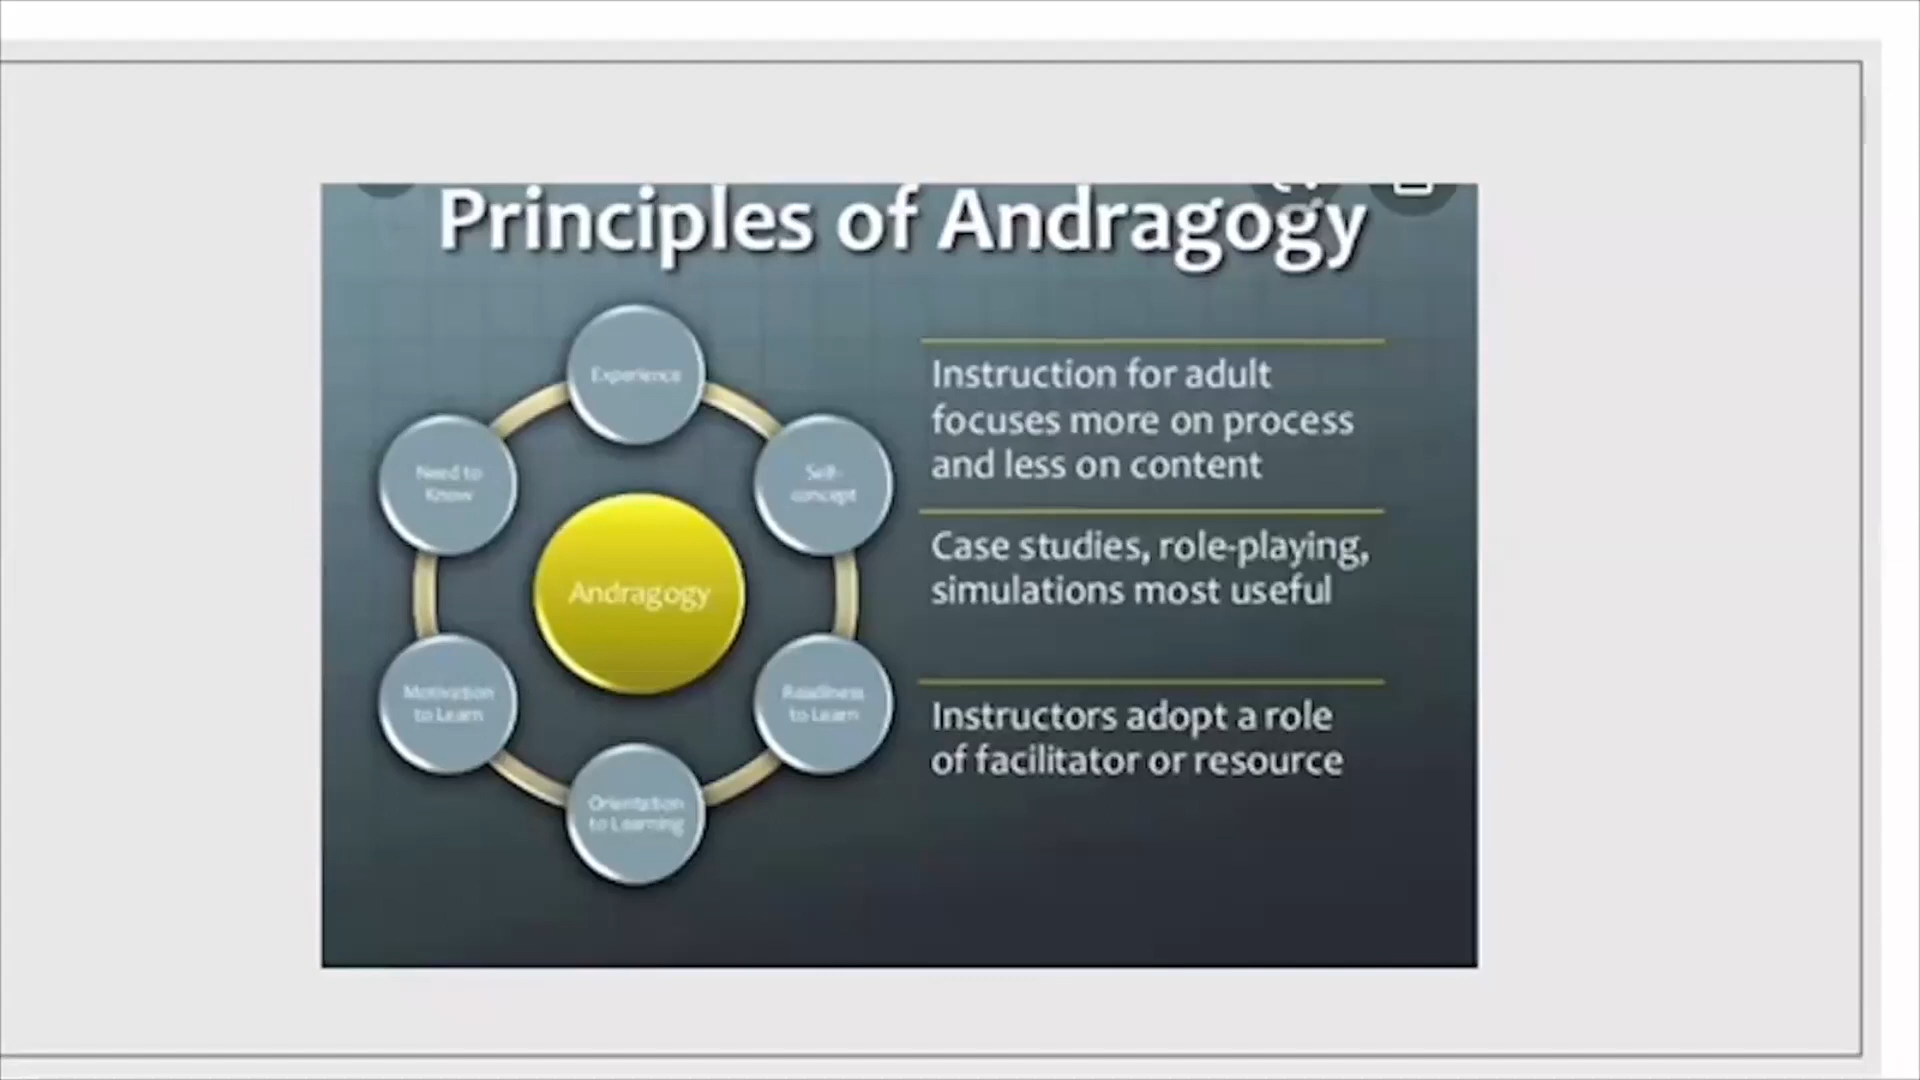 Principles of Andragogy
Experience
Need to
Know
Self-
concept
Andragogy
Motivation
to Learn
Readiness
to Learn
Orientation
to Learning
Instruction for adult
focuses more on process
and less on content
Case studies, role-playing,
simulations most useful
Instructors adopt a role
of facilitator or resource